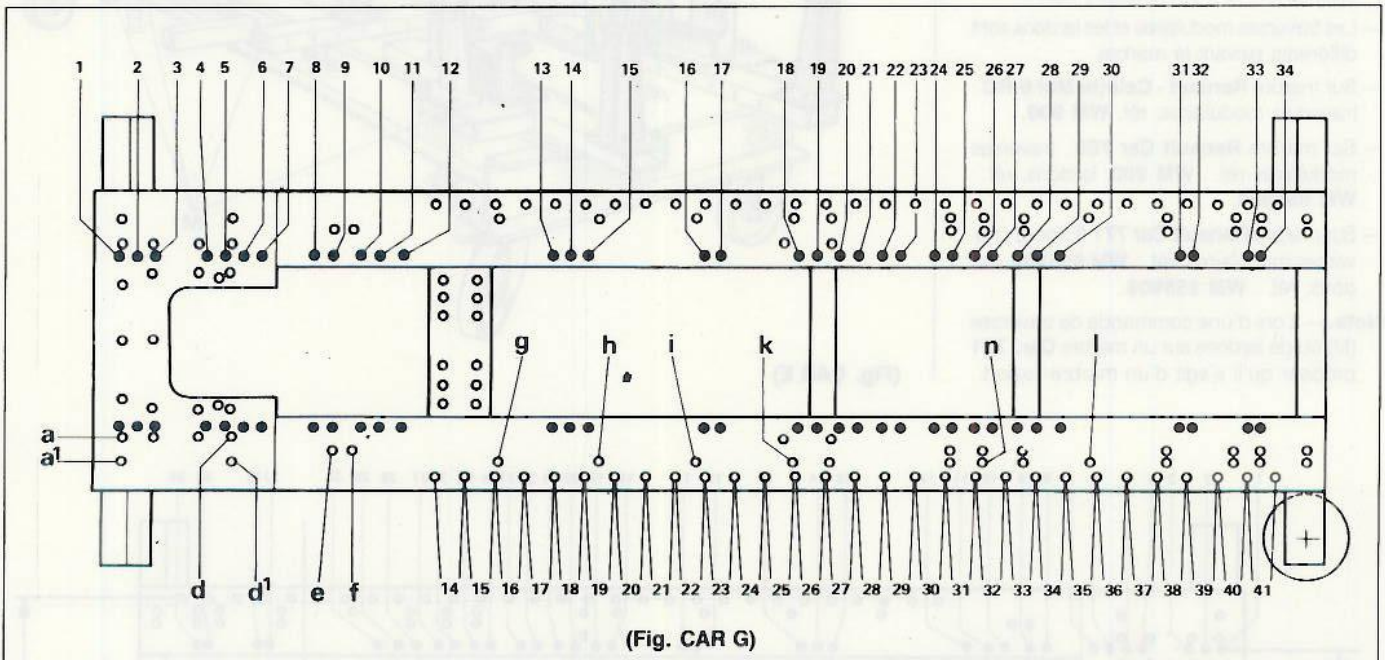 1 2 3 4 5 6 7 8 9 10 11 12 13 14 15 16 17 18 19 20 21 22 23 24 25 26 27 28 29 30 31 32 33 34
g h i k n l
a
a1
d d1 e f
14 15 16 17 18 19 20 21 22 23 24 25 26 27 28 29 30 31 32 33 34 35 36 37 38 39 40 41
(Fig. CAR G)